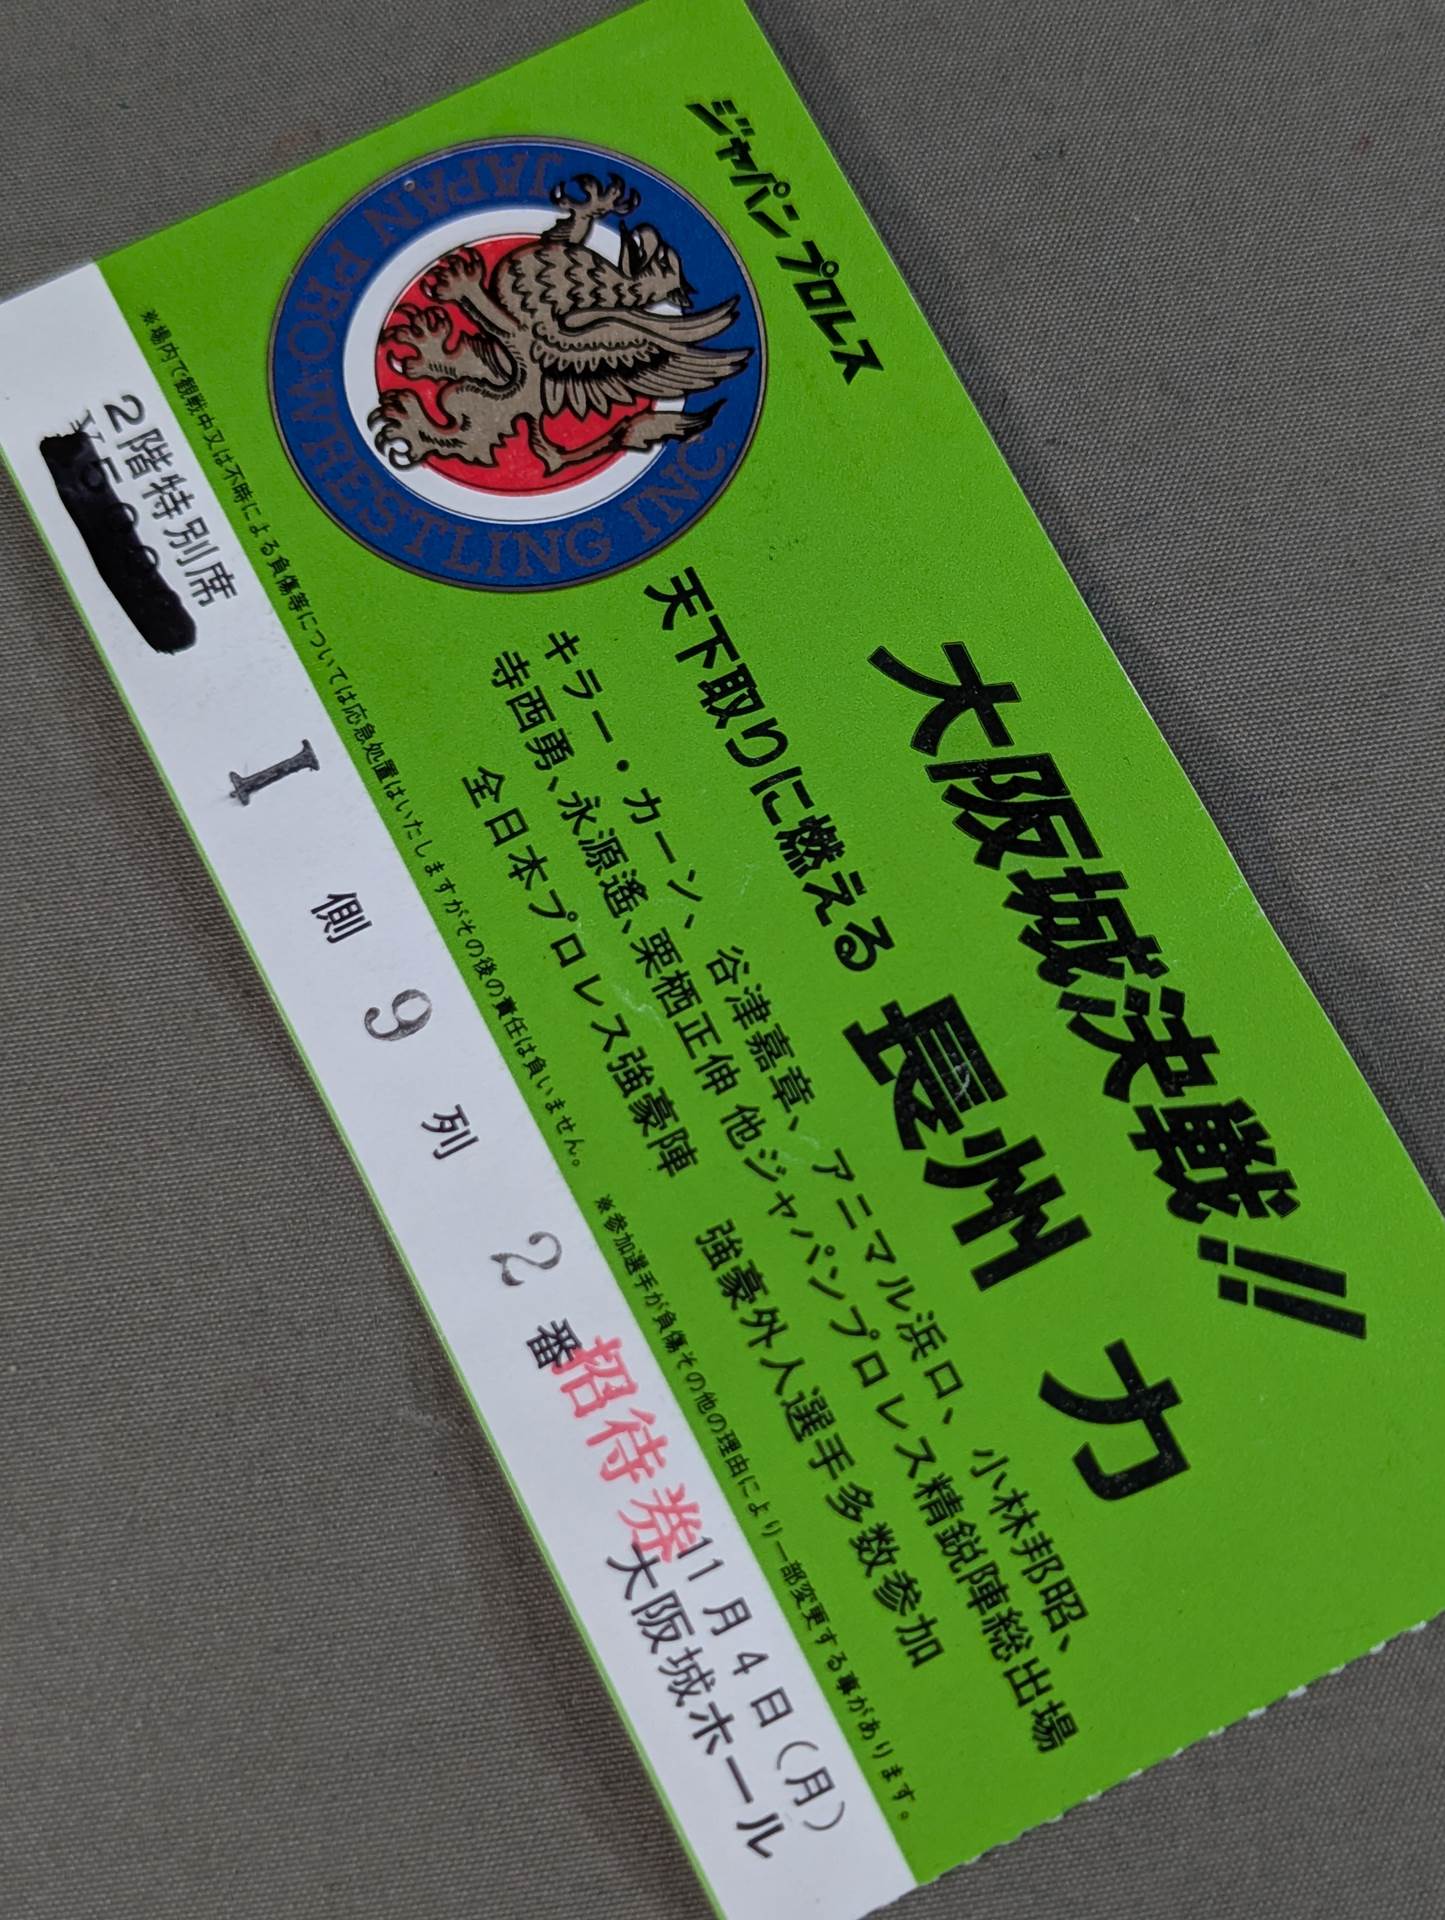 ジャパンプロレス
JAPAN PRO-WRESTLING INC.
大阪城決戦!!
天下取りに燃える 長州 力
キラー・カーン、谷津嘉章、アニマル浜口、小林邦昭、
寺西勇、永源遙、栗栖正伸 他ジャパンプロレス精鋭陣総出場
全日本プロレス強豪陣 強豪外人選手多数参加
※場内で観戦中又は不時による負傷等については応急処置はいたしますがその後の責任は負いません。 ※参加選手が負傷その他の理由により一部変更する事があります。
2階特別席
¥5
1 側 9 列 2 番
招待券
11月4日(月)
大阪城ホール